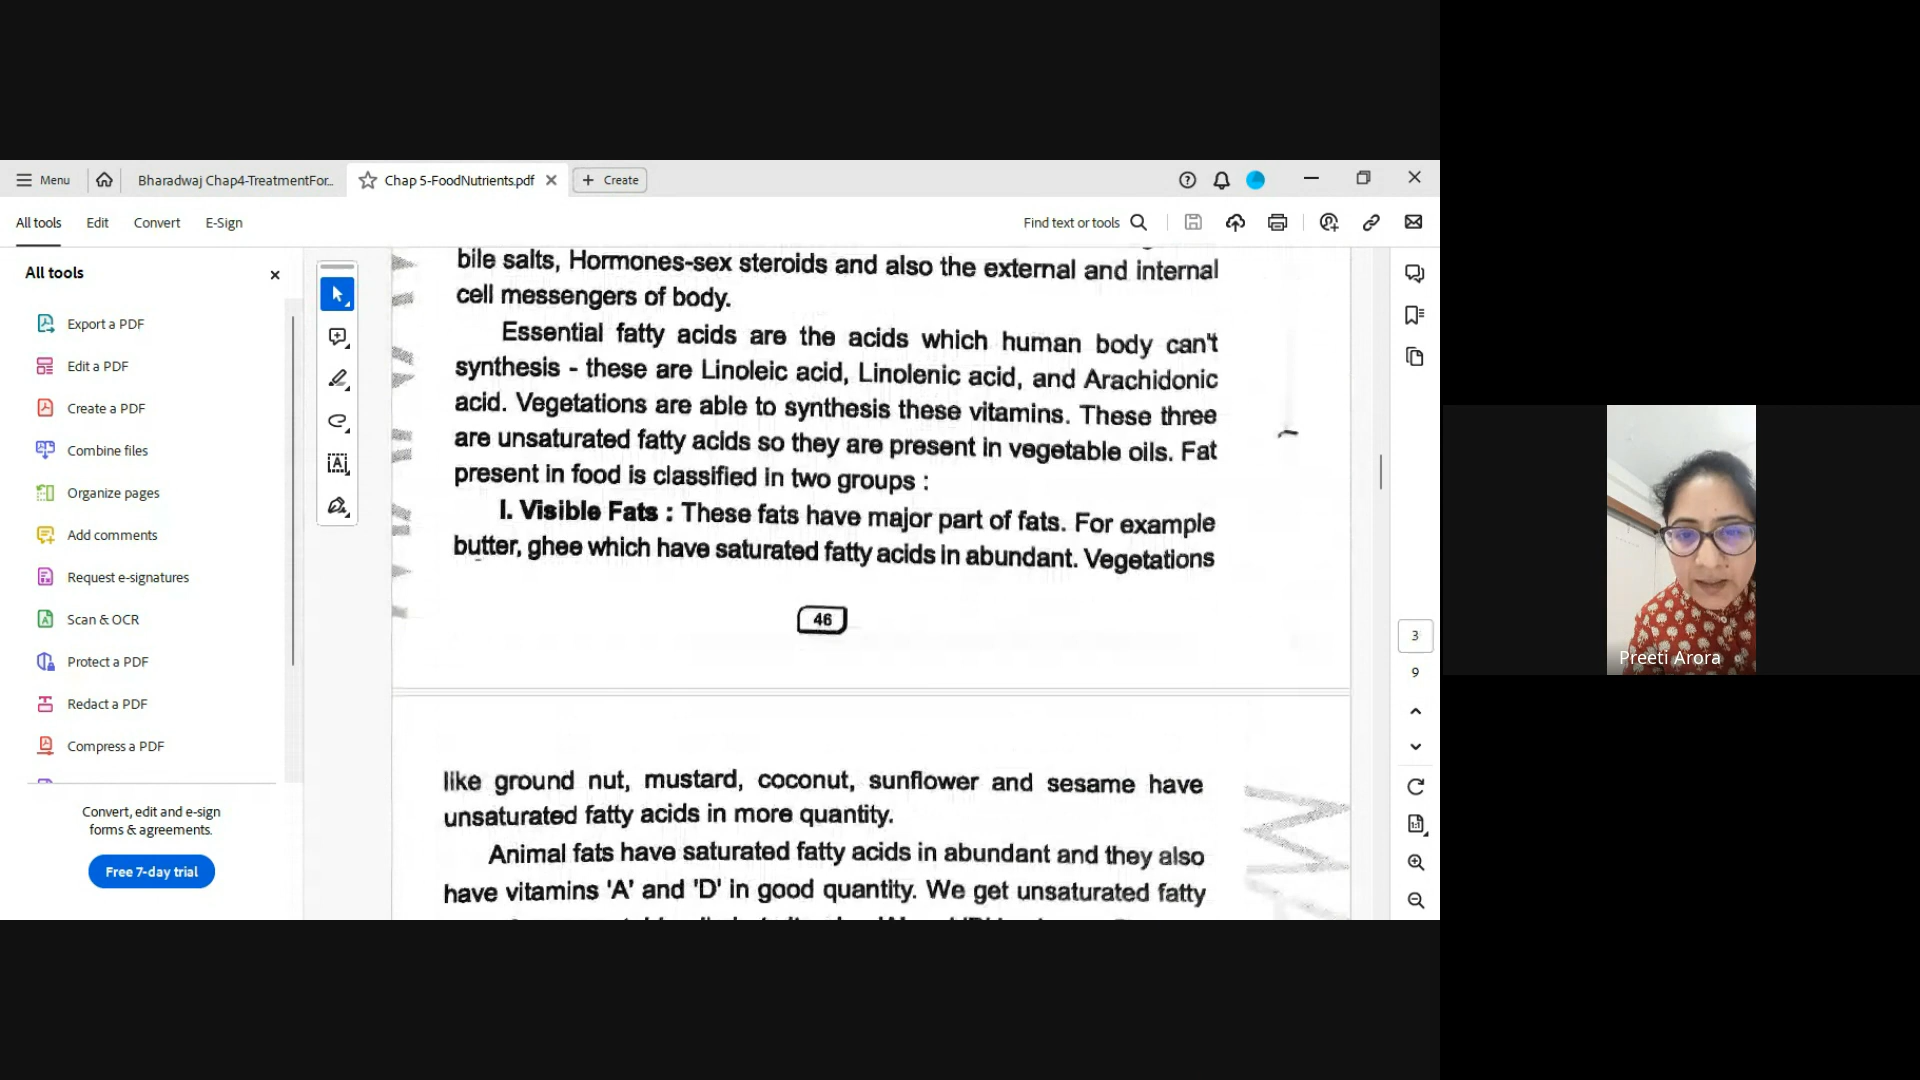 Menu
Bharadwaj Chap4-TreatmentFor...
Chap 5-FoodNutrients.pdf
Create
All tools
Edit
Convert
E-Sign
Find text or tools
All tools
Export a PDF
Edit a PDF
Create a PDF
Combine files
Organize pages
Add comments
Request e-signatures
Scan & OCR
Protect a PDF
Redact a PDF
Compress a PDF
Convert, edit and e-sign
forms & agreements.
Free 7-day trial
bile salts, Hormones-sex steroids and also the external and internal
cell messengers of body.
Essential fatty acids are the acids which human body can't
synthesis - these are Linoleic acid, Linolenic acid, and Arachidonic
acid. Vegetations are able to synthesis these vitamins. These three
are unsaturated fatty acids so they are present in vegetable oils. Fat
present in food is classified in two groups :
I. Visible Fats : These fats have major part of fats. For example
butter, ghee which have saturated fatty acids in abundant. Vegetations
46
like ground nut, mustard, coconut, sunflower and sesame have
unsaturated fatty acids in more quantity.
Animal fats have saturated fatty acids in abundant and they also
have vitamins 'A' and 'D' in good quantity. We get unsaturated fatty
3
9
Preeti Arora